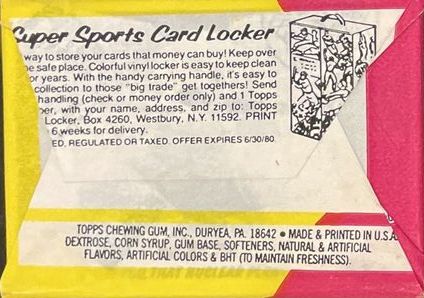 Super Sports Card Locker
way to store your cards that money can buy! Keep over
e safe place. Colorful vinyl locker is easy to keep clean
or years. With the handy carrying handle, it's easy to
collection to those "big trade" get togethers! Send
handling (check or money order only) and 1 Topps
er, with your name, address, and zip to: Topps
Locker, Box 4260, Westbury, N.Y. 11592. PRINT
6 weeks for delivery.
ED, REGULATED OR TAXED. OFFER EXPIRES 6/30/80.
TOPPS CHEWING GUM, INC., DURYEA, PA. 18642 • MADE & PRINTED IN U.S.A.
DEXTROSE, CORN SYRUP, GUM BASE, SOFTENERS, NATURAL & ARTIFICIAL
FLAVORS, ARTIFICIAL COLORS & BHT (TO MAINTAIN FRESHNESS).